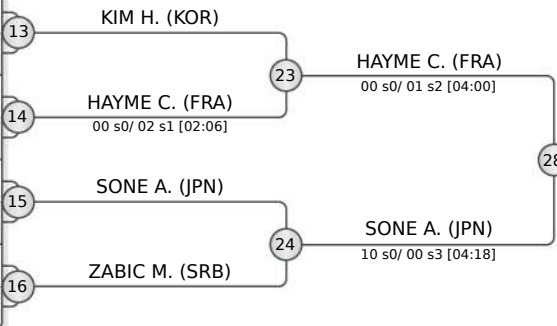 KIM H. (KOR)
13
23
HAYME C. (FRA)
00 s0/ 01 s2 [04:00]
HAYME C. (FRA)
14
00 s0/ 02 s1 [02:06]
28
SONE A. (JPN)
15
SONE A. (JPN)
24
10 s0/ 00 s3 [04:18]
ZABIC M. (SRB)
16